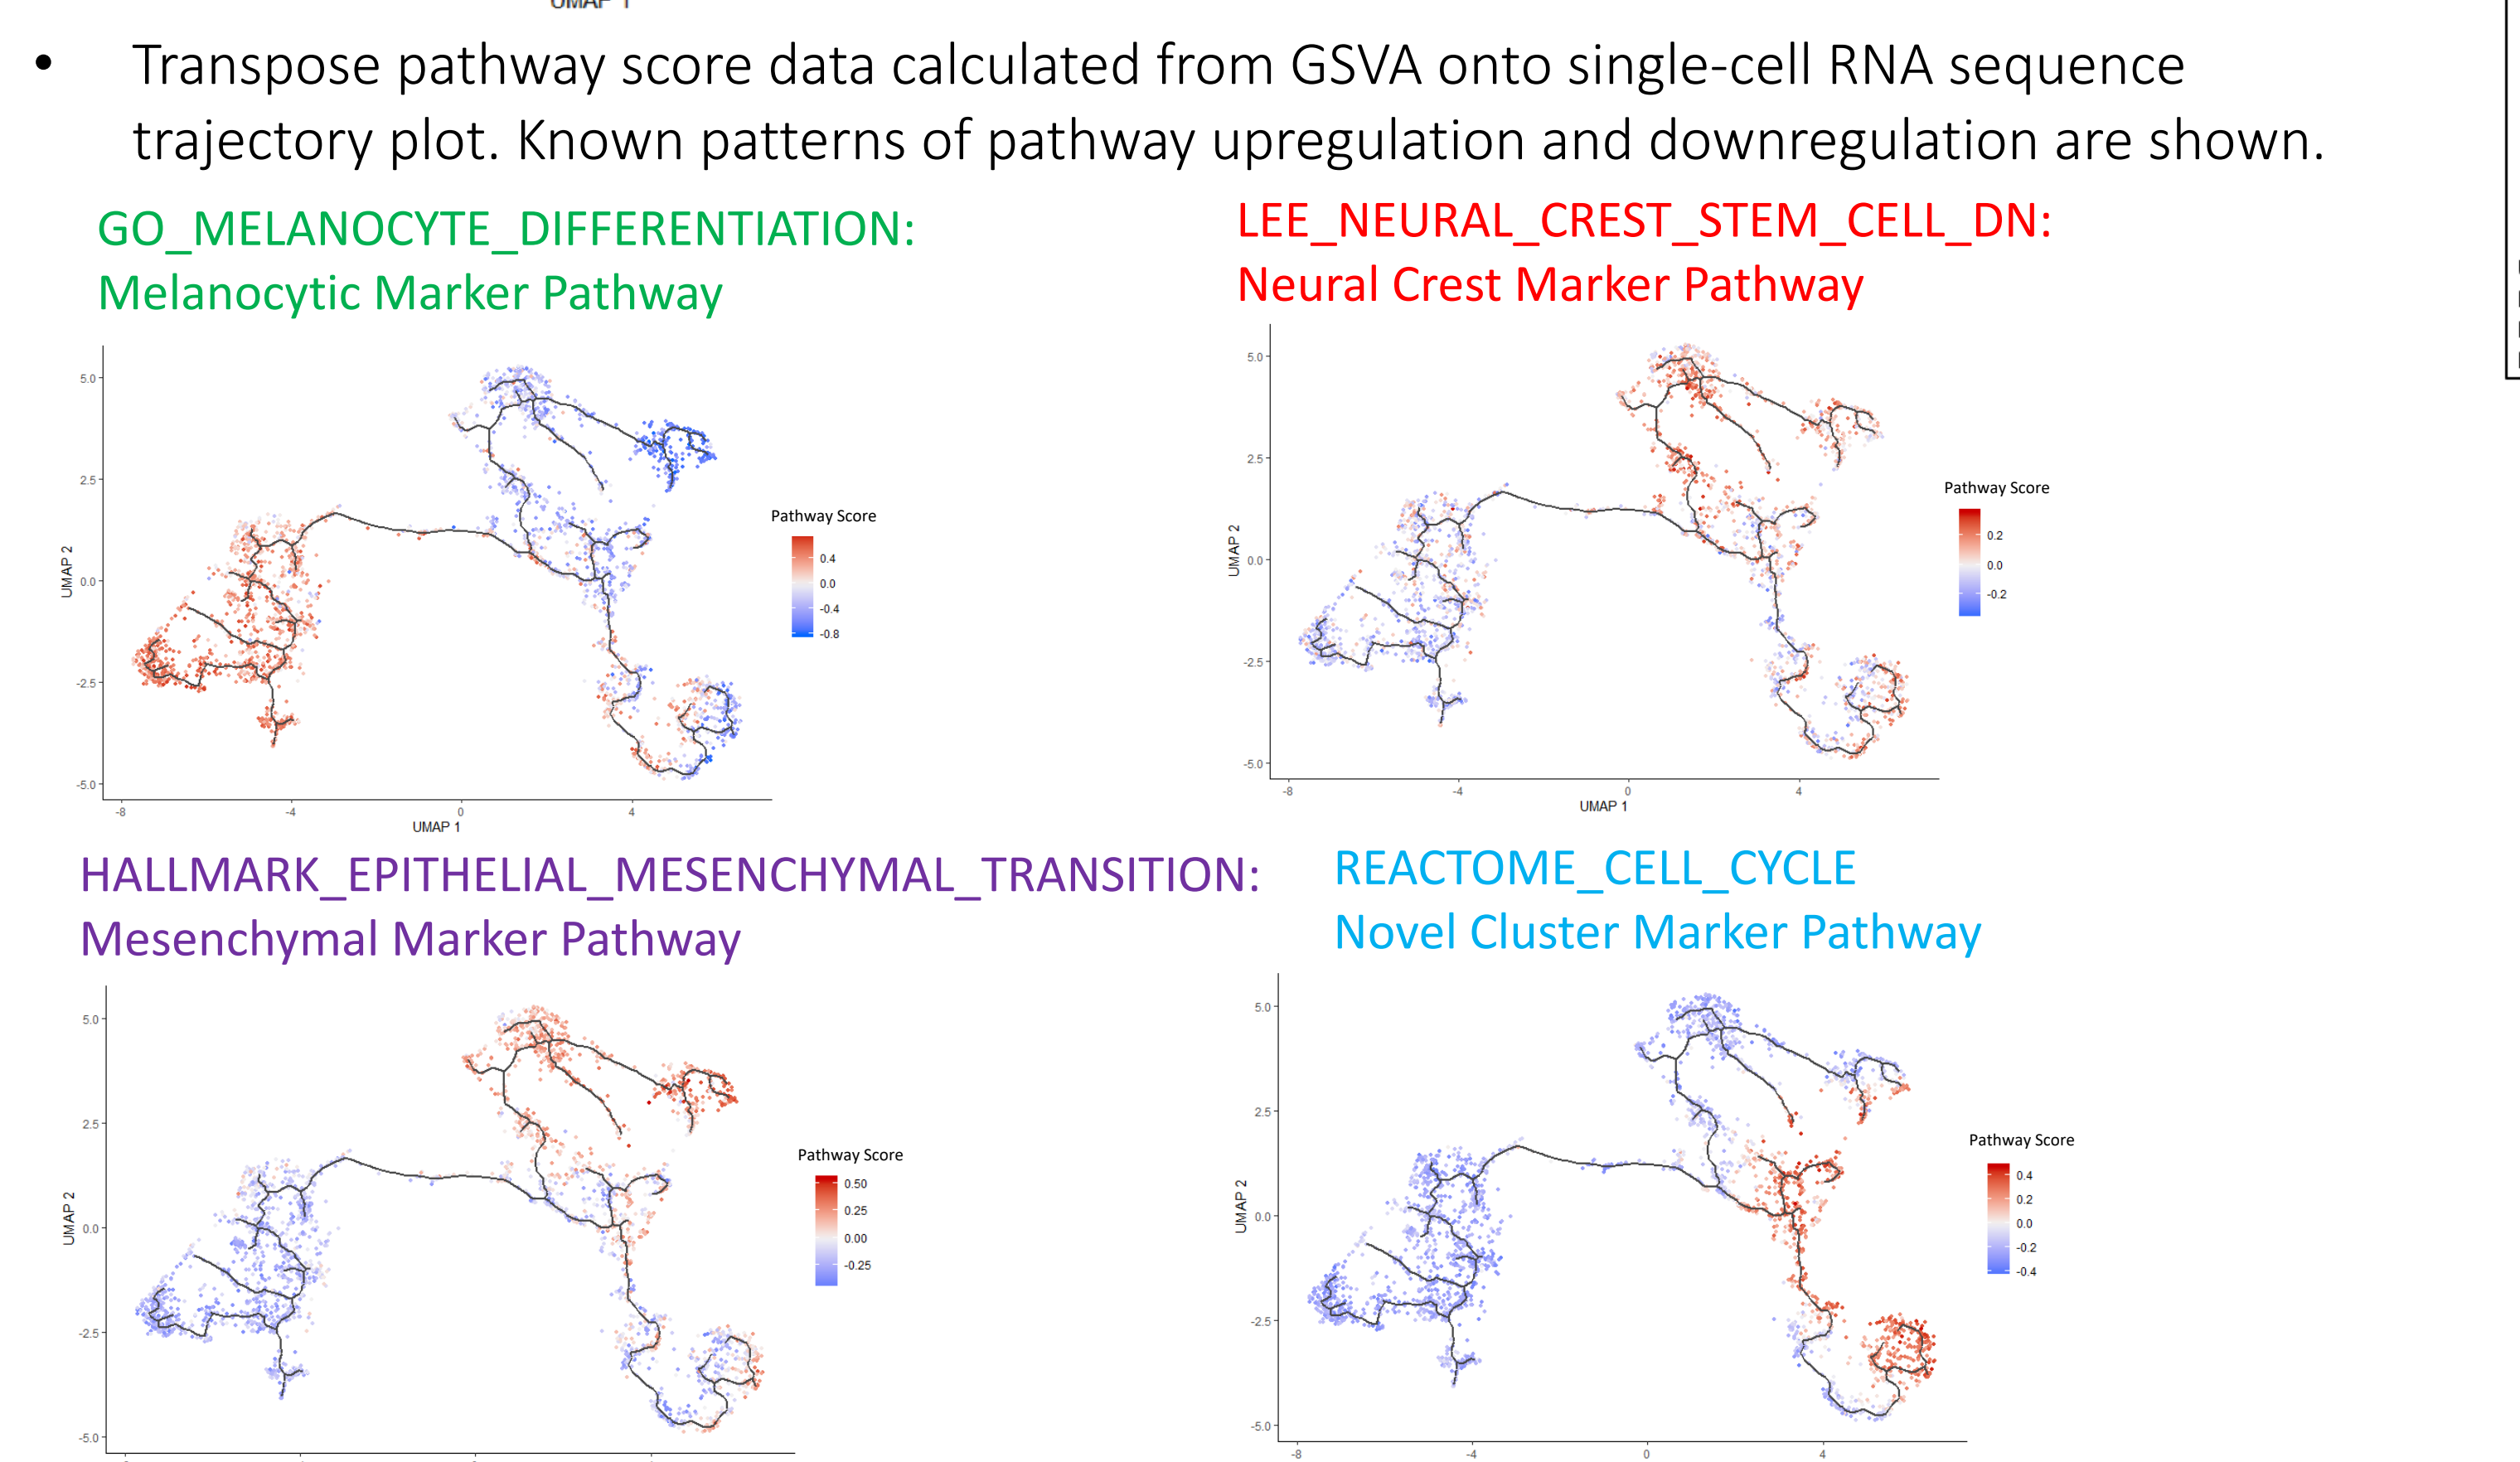 UMAP 1
• Transpose pathway score data calculated from GSVA onto single-cell RNA sequence
trajectory plot. Known patterns of pathway upregulation and downregulation are shown.
GO_MELANOCYTE_DIFFERENTIATION:
Melanocytic Marker Pathway
5.0
2.5
0.0
-2.5
-5.0
UMAP 2
-8
-4
0
4
UMAP 1
Pathway Score
0.4
0.0
-0.4
-0.8
LEE_NEURAL_CREST_STEM_CELL_DN:
Neural Crest Marker Pathway
5.0
2.5
0.0
-2.5
-5.0
UMAP 2
-8
-4
0
4
UMAP 1
Pathway Score
0.2
0.0
-0.2
HALLMARK_EPITHELIAL_MESENCHYMAL_TRANSITION:
Mesenchymal Marker Pathway
5.0
2.5
0.0
-2.5
-5.0
UMAP 2
Pathway Score
0.50
0.25
0.00
-0.25
REACTOME_CELL_CYCLE
Novel Cluster Marker Pathway
5.0
2.5
0.0
-2.5
-5.0
UMAP 2
-8
-4
0
4
Pathway Score
0.4
0.2
0.0
-0.2
-0.4